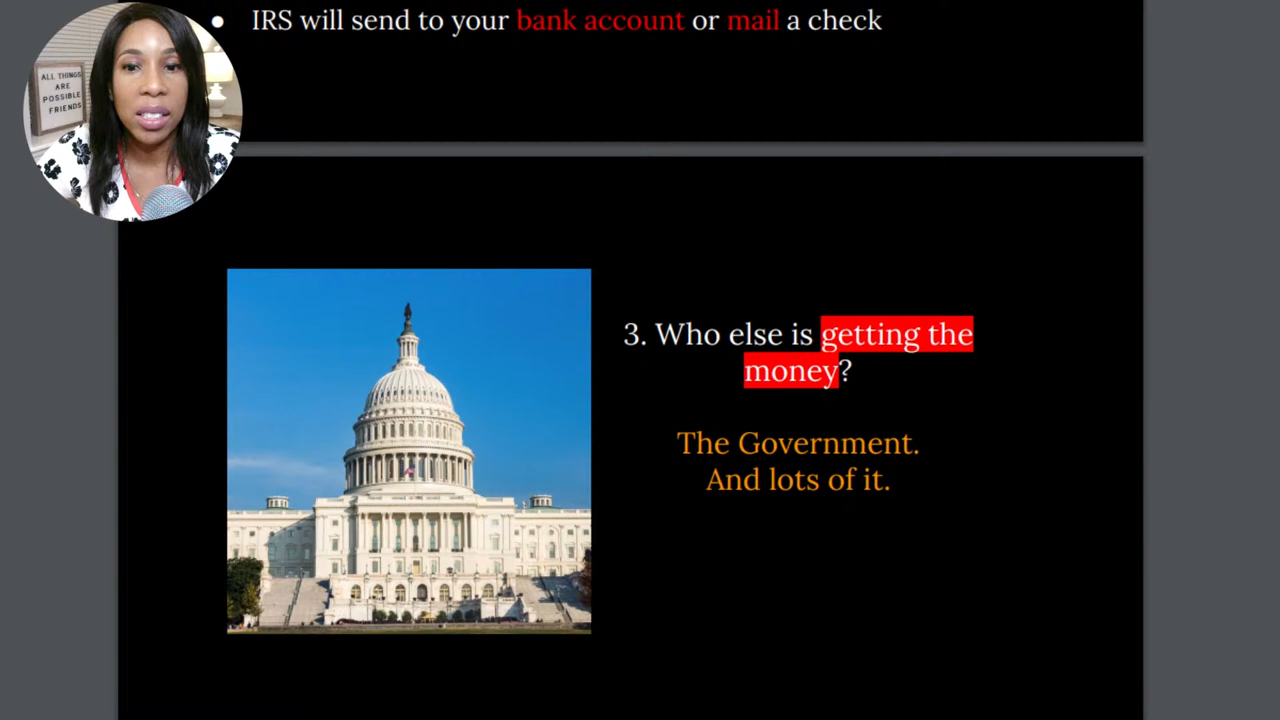 ● IRS will send to your bank account or mail a check
ALL THINGS
ARE
POSSIBLE
FRIENDS
3. Who else is getting the
money?
The Government.
And lots of it.